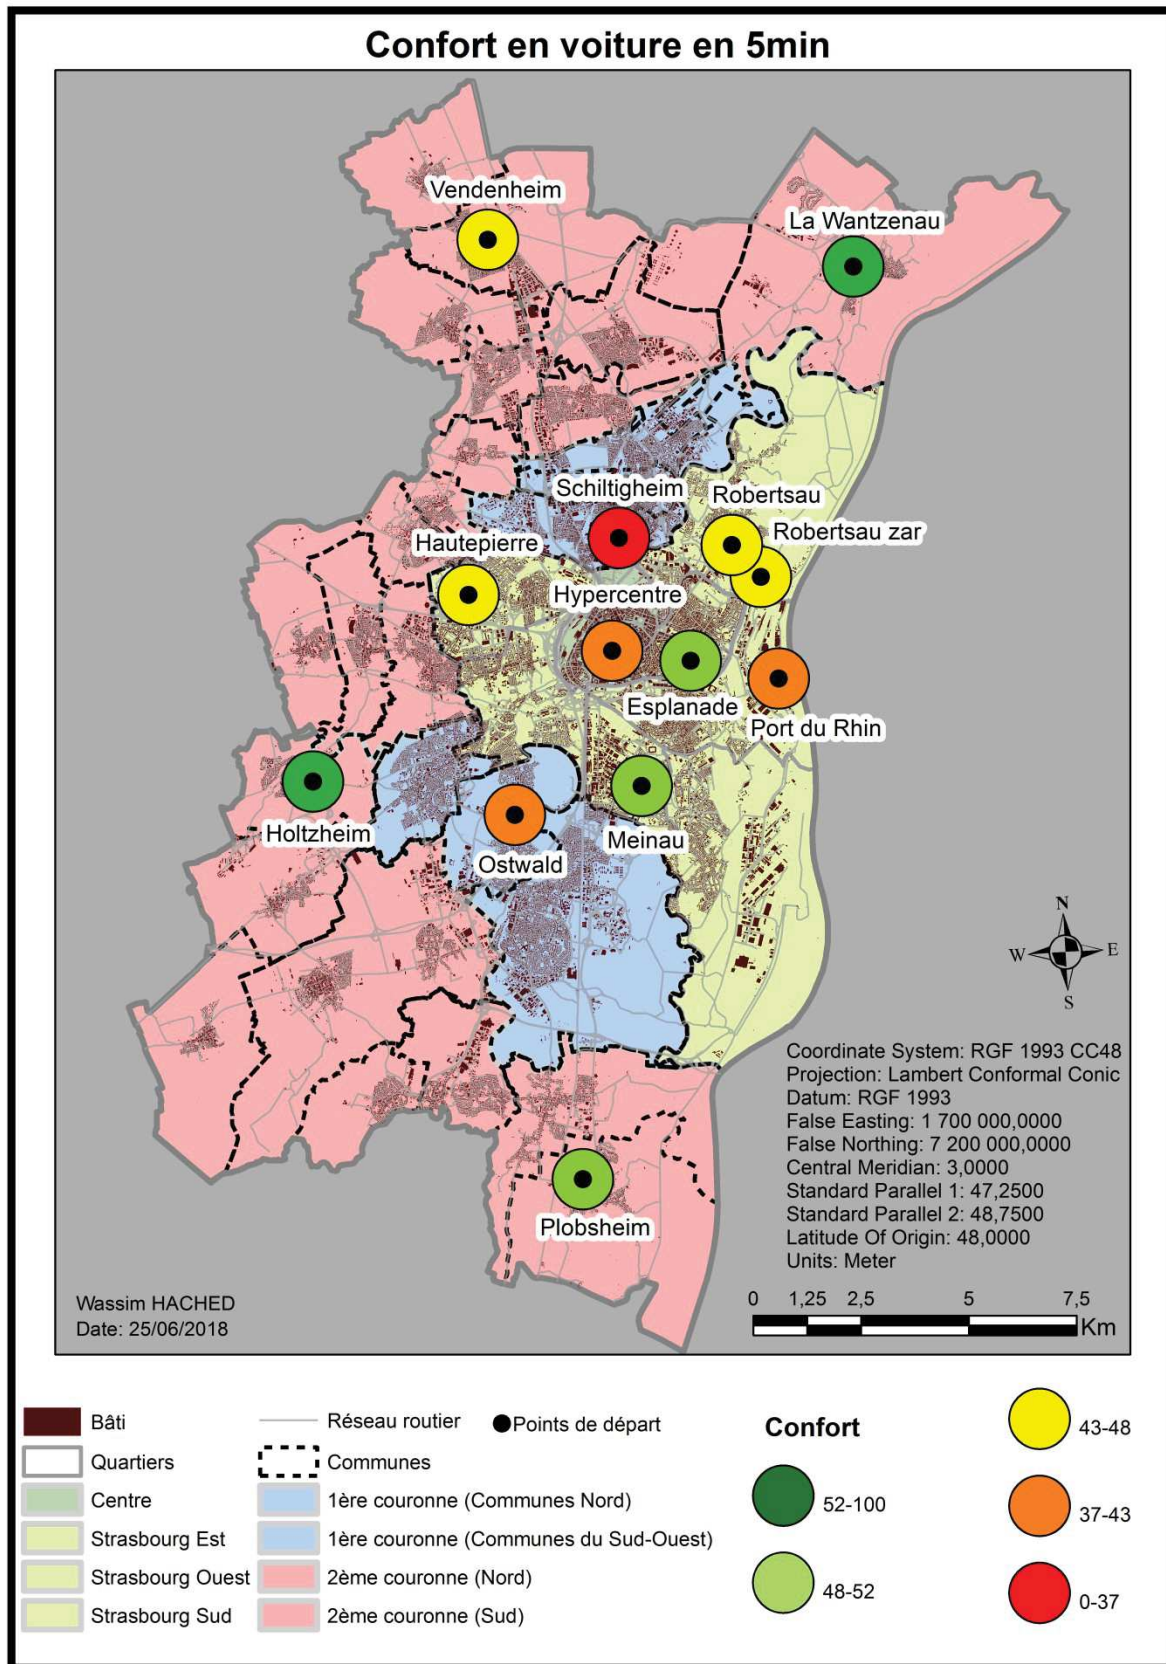 Confort en voiture en 5min
Vendenheim
La Wantzenau
Schiltigheim
Robertsau
Robertsau zar
Hautepierre
Hypercentre
Esplanade
Port du Rhin
Holtzheim
Ostwald
Meinau
Plobsheim
N
W
E
S
Coordinate System: RGF 1993 CC48
Projection: Lambert Conformal Conic
Datum: RGF 1993
False Easting: 1 700 000,0000
False Northing: 7 200 000,0000
Central Meridian: 3,0000
Standard Parallel 1: 47,2500
Standard Parallel 2: 48,7500
Latitude Of Origin: 48,0000
Units: Meter
Wassim HACHED
Date: 25/06/2018
0 1,25 2,5 5 7,5
Km
Bâti
Quartiers
Centre
Strasbourg Est
Strasbourg Ouest
Strasbourg Sud
Réseau routier
Points de départ
Communes
1ère couronne (Communes Nord)
1ère couronne (Communes du Sud-Ouest)
2ème couronne (Nord)
2ème couronne (Sud)
Confort
52-100
48-52
43-48
37-43
0-37